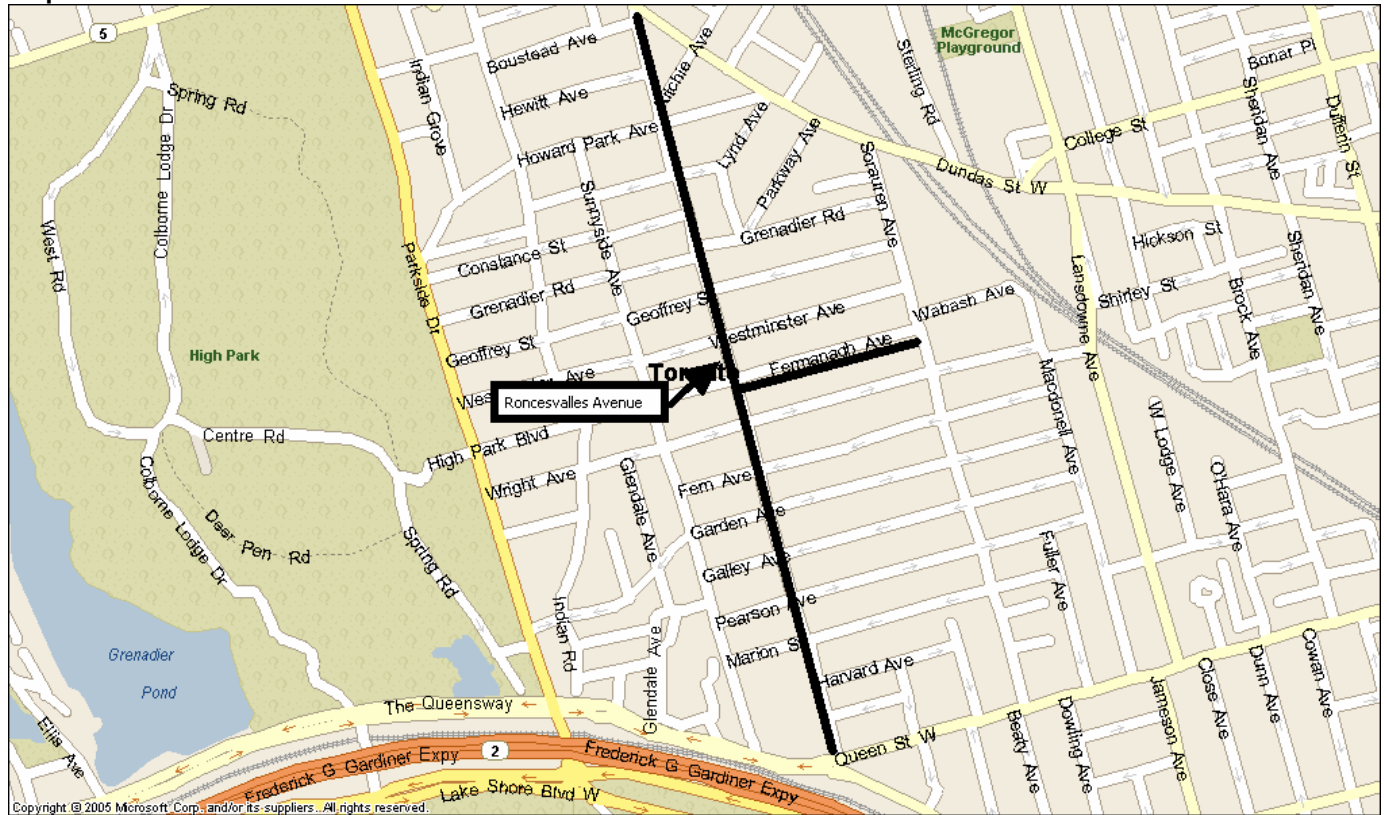 5
Boustead Ave
Ritchie Ave
Sterling Rd
McGregor
Playground
Bonar Pl
Spring Rd
Indian Grove
Hewitt Ave
Colborne Lodge Dr
Howard Park Ave
Lynd Ave
Parkway Ave
Sorauren Ave
College St
Sheridan Ave
Dufferin St
Dundas St W
West Rd
Sunnyside Ave
Grenadier Rd
Constance St
Parkside Dr
Hickson St
Sheridan Ave
Grenadier Rd
Geoffrey S
Lansdowne Ave
Shirley St
Brock Ave
Wabash Ave
Westminster Ave
High Park
Geoffrey St
Fermanagh Ave
Ave
Roncesvalles Avenue
Macdonell Ave
W Lodge Ave
Centre Rd
High Park Blvd
Wright Ave
Glendale Ave
Fern Ave
O'Hara Ave
Colborne Lodge Dr
Deer Pen Rd
Garden Ave
Spring Rd
Galley Ave
Fuller Ave
Indian Rd
Pearson Ave
Glendale Ave
Marion S
Harvard Ave
Grenadier
Pond
Cowan Ave
Dunn Ave
Close Ave
Jameson Ave
Dowling Ave
Beaty Ave
The Queensway
Ellis Ave
Queen St W
2
Frederick G Gardiner Expy
Frederick G Gardiner Expy
Lake Shore Blvd W
Copyright © 2005 Microsoft Corp. and/or its suppliers. All rights reserved.